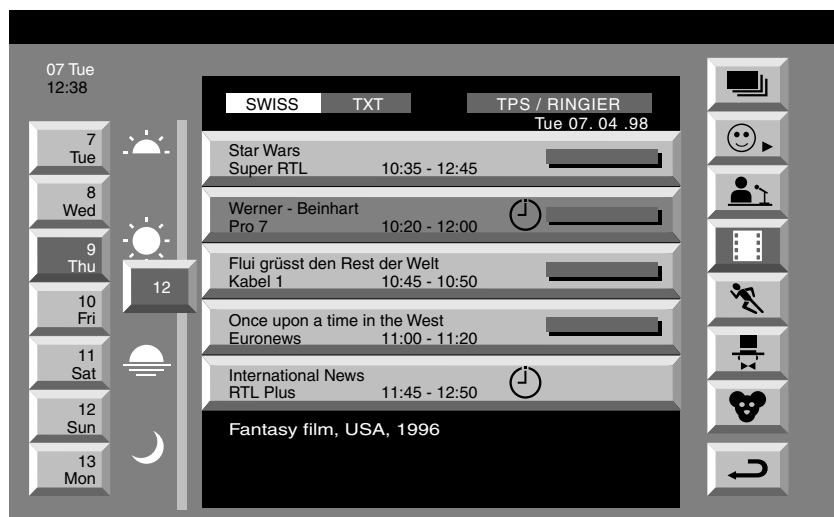 07 Tue
12:38
7
Tue
8
Wed
9
Thu
10
Fri
11
Sat
12
Sun
13
Mon
12
SWISS TXT TPS / RINGIER
Tue 07. 04 .98
Star Wars
Super RTL 10:35 - 12:45
Werner - Beinhart
Pro 7 10:20 - 12:00
Flui grüsst den Rest der Welt
Kabel 1 10:45 - 10:50
Once upon a time in the West
Euronews 11:00 - 11:20
International News
RTL Plus 11:45 - 12:50
Fantasy film, USA, 1996